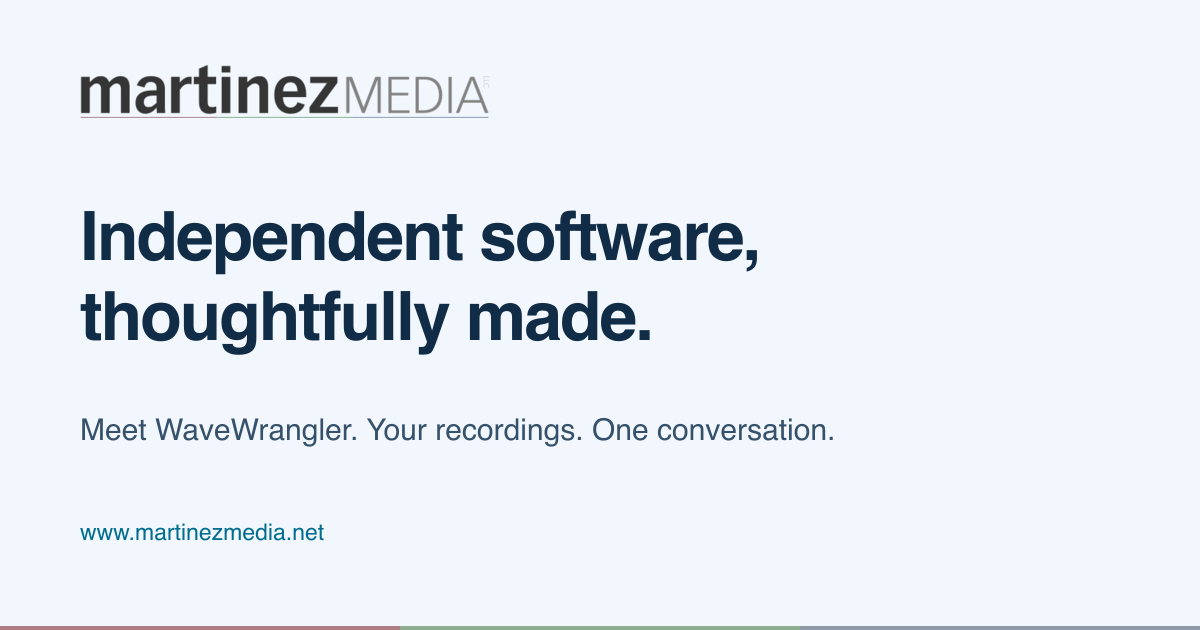 martinezMEDIA
Independent software,
thoughtfully made.
Meet WaveWrangler. Your recordings. One conversation.
www.martinezmedia.net